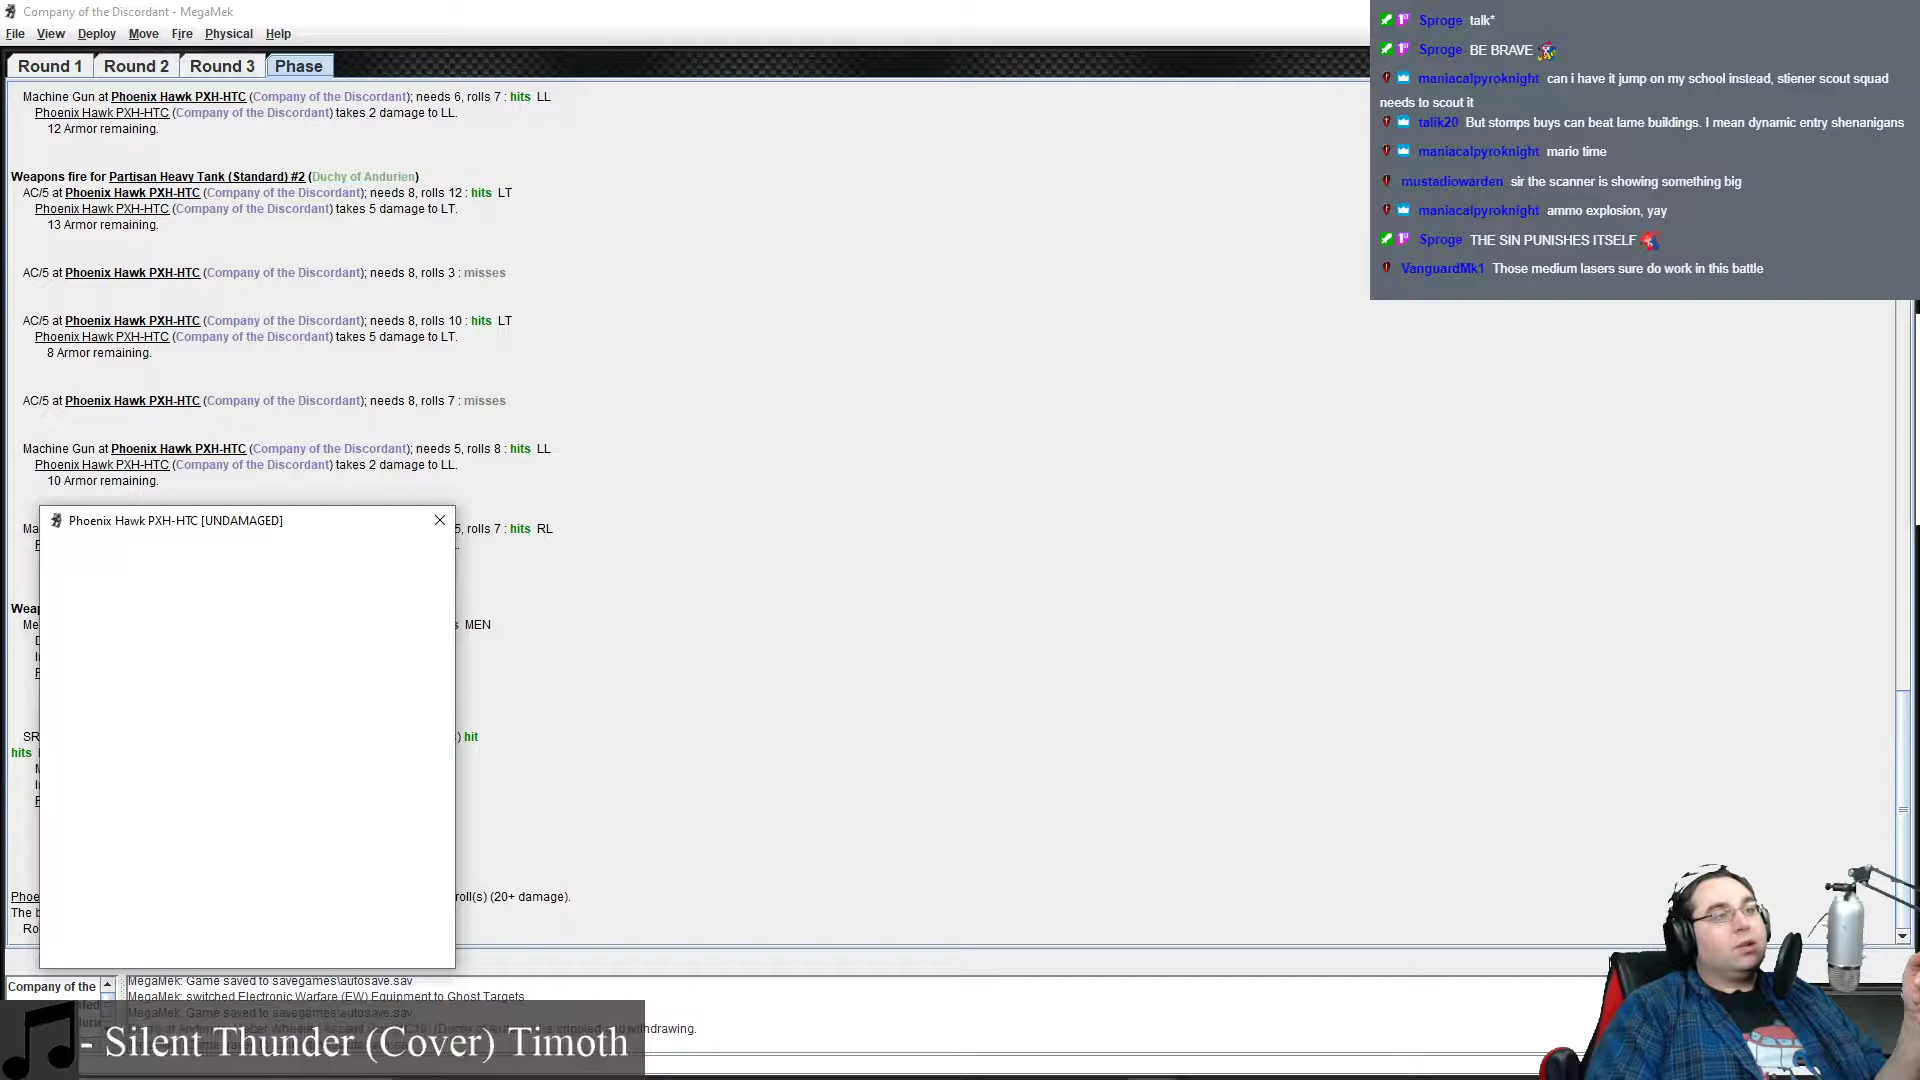 Company of the Discordant - MegaMek
File View Deploy Move Fire Physical Help
Round 1 Round 2 Round 3 Phase
Machine Gun at Phoenix Hawk PXH-HTC (Company of the Discordant); needs 6, rolls 7 : hits LL
Phoenix Hawk PXH-HTC (Company of the Discordant) takes 2 damage to LL.
12 Armor remaining.
Weapons fire for Partisan Heavy Tank (Standard) #2 (Duchy of Andurien)
AC/5 at Phoenix Hawk PXH-HTC (Company of the Discordant); needs 8, rolls 12 : hits LT
Phoenix Hawk PXH-HTC (Company of the Discordant) takes 5 damage to LT.
13 Armor remaining.
AC/5 at Phoenix Hawk PXH-HTC (Company of the Discordant); needs 8, rolls 3 : misses
AC/5 at Phoenix Hawk PXH-HTC (Company of the Discordant); needs 8, rolls 10 : hits LT
Phoenix Hawk PXH-HTC (Company of the Discordant) takes 5 damage to LT.
8 Armor remaining.
AC/5 at Phoenix Hawk PXH-HTC (Company of the Discordant); needs 8, rolls 7 : misses
Machine Gun at Phoenix Hawk PXH-HTC (Company of the Discordant); needs 5, rolls 8 : hits LL
Phoenix Hawk PXH-HTC (Company of the Discordant) takes 2 damage to LL.
10 Armor remaining.
Phoenix Hawk PXH-HTC [UNDAMAGED]
5, rolls 7 : hits RL
MEN
hit
hits
roll(s) (20+ damage).
Company of the
MegaMek: Game saved to savegames\autosave.sav
MegaMek: switched Electronic Warfare (EW) Equipment to Ghost Targets
crippled and withdrawing.
- Silent Thunder (Cover) Timoth
Sproge talk*
Sproge BE BRAVE
maniacalpyroknight can i have it jump on my school instead, stiener scout squad
needs to scout it
talik20 But stomps buys can beat lame buildings. I mean dynamic entry shenanigans
maniacalpyroknight mario time
mustadiowarden sir the scanner is showing something big
maniacalpyroknight ammo explosion, yay
Sproge THE SIN PUNISHES ITSELF
VanguardMk1 Those medium lasers sure do work in this battle